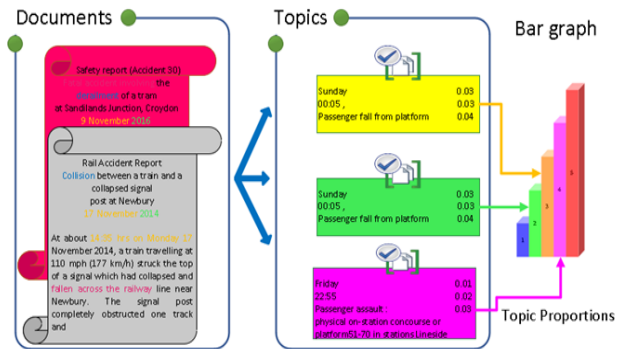 Documents
Topics
Bar graph
Safety report (Accident 30)
the
of a tram
at Sandilands Junction, Croydon
9 November 2016
Rail Accident Report
Collision between a train and a
collapsed signal
post at Newbury
17 November 2014
At about 14:05 hrs on Monday 17
November 2014, a train travelling at
110 mph (177 km/h) struck the top
of a signal which had collapsed and
fallen across the railway line near
Newbury. The signal post
completely obstructed one track
and
Sunday 0.03
00:05 , 0.03
Passenger fall from platform 0.04
Sunday 0.03
00:05 , 0.03
Passenger fall from platform 0.04
Friday 0.01
22:55 0.02
Passenger assault : 0.03
physical on-station concourse or
platform51-70 in stations Lineside
1
2
3
4
5
Topic Proportions